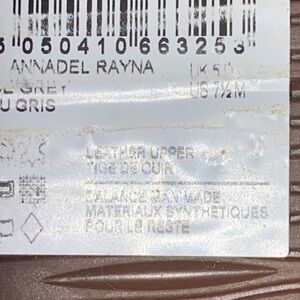 5 050410 663253
ANNADEL RAYNA UK 5.0
GREY US 7½ M
GRIS
LEATHER UPPER
TIGE DE CUIR
BALANCE MAN MADE
MATERIAUX SYNTHETIQUES
POUR LE RESTE